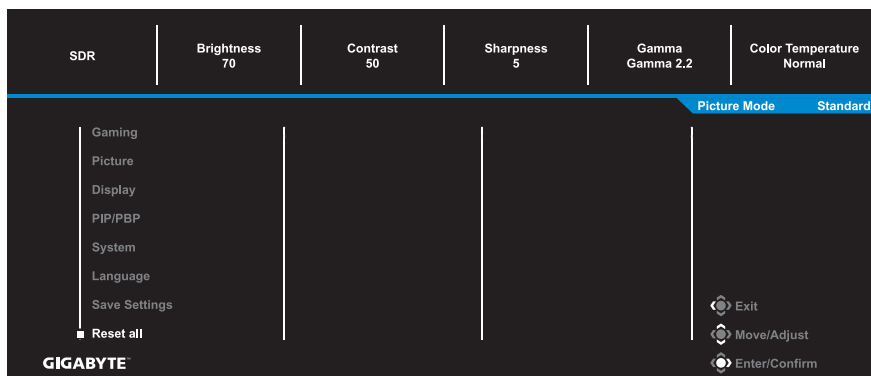 SDR
Brightness
70
Contrast
50
Sharpness
5
Gamma
Gamma 2.2
Color Temperature
Normal
Picture Mode Standard
Gaming
Picture
Display
PIP/PBP
System
Language
Save Settings
Reset all
Exit
Move/Adjust
Enter/Confirm
GIGABYTE™